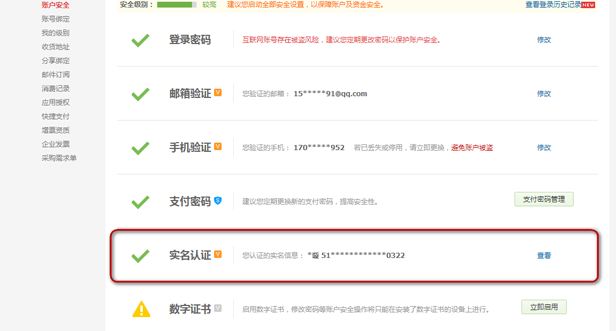 账户安全
账号绑定
我的级别
收货地址
分享绑定
邮件订阅
消费记录
应用授权
快捷支付
增票资质
企业发票
采购需求单
安全级别： 较高 建议您启动全部安全设置，以保障账户及资金安全。 查看登录历史记录 NEW
登录密码 互联网账号存在被盗风险，建议您定期更改密码以保护账户安全。 修改
邮箱验证 您验证的邮箱： 15*****91@qq.com 修改
手机验证 您验证的手机： 170*****952 若已丢失或停用，请立即更换，避免账户被盗 修改
支付密码 建议您定期更换新的支付密码，提高安全性。 支付密码管理
实名认证 您认证的实名信息： *璇 51************0322 查看
数字证书 启用数字证书，修改密码等账户安全操作将只能在安装了数字证书的设备上进行。 立即启用